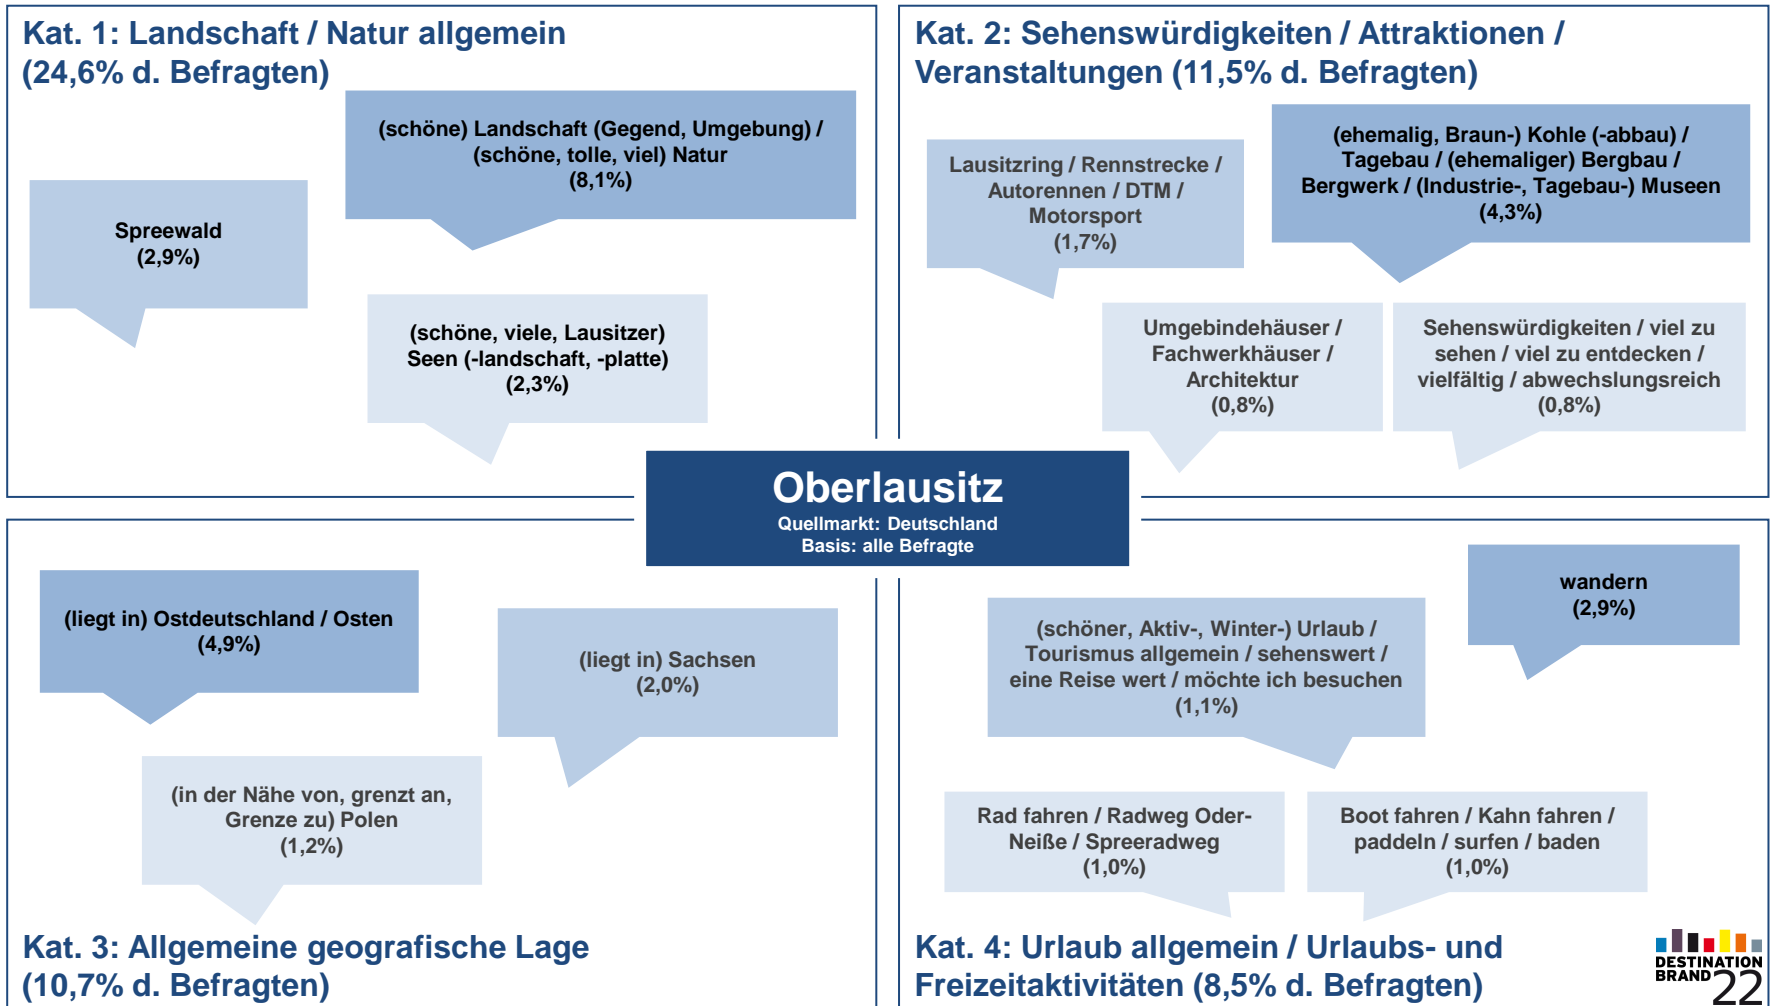 Kat. 1: Landschaft / Natur allgemein
(24,6% d. Befragten)
(schöne) Landschaft (Gegend, Umgebung) /
(schöne, tolle, viel) Natur
(8,1%)
Spreewald
(2,9%)
(schöne, viele, Lausitzer)
Seen (-landschaft, -platte)
(2,3%)
Kat. 2: Sehenswürdigkeiten / Attraktionen /
Veranstaltungen (11,5% d. Befragten)
Lausitzring / Rennstrecke /
Autorennen / DTM /
Motorsport
(1,7%)
(ehemalig, Braun-) Kohle (-abbau) /
Tagebau / (ehemaliger) Bergbau /
Bergwerk / (Industrie-, Tagebau-) Museen
(4,3%)
Umgebindehäuser /
Fachwerkhäuser /
Architektur
(0,8%)
Sehenswürdigkeiten / viel zu
sehen / viel zu entdecken /
vielfältig / abwechslungsreich
(0,8%)
Oberlausitz
Quellmarkt: Deutschland
Basis: alle Befragte
(liegt in) Ostdeutschland / Osten
(4,9%)
(liegt in) Sachsen
(2,0%)
(in der Nähe von, grenzt an,
Grenze zu) Polen
(1,2%)
Kat. 3: Allgemeine geografische Lage
(10,7% d. Befragten)
wandern
(2,9%)
(schöner, Aktiv-, Winter-) Urlaub /
Tourismus allgemein / sehenswert /
eine Reise wert / möchte ich besuchen
(1,1%)
Rad fahren / Radweg Oder-
Neiße / Spreeradweg
(1,0%)
Boot fahren / Kahn fahren /
paddeln / surfen / baden
(1,0%)
Kat. 4: Urlaub allgemein / Urlaubs- und
Freizeitaktivitäten (8,5% d. Befragten)
DESTINATION
BRAND 22